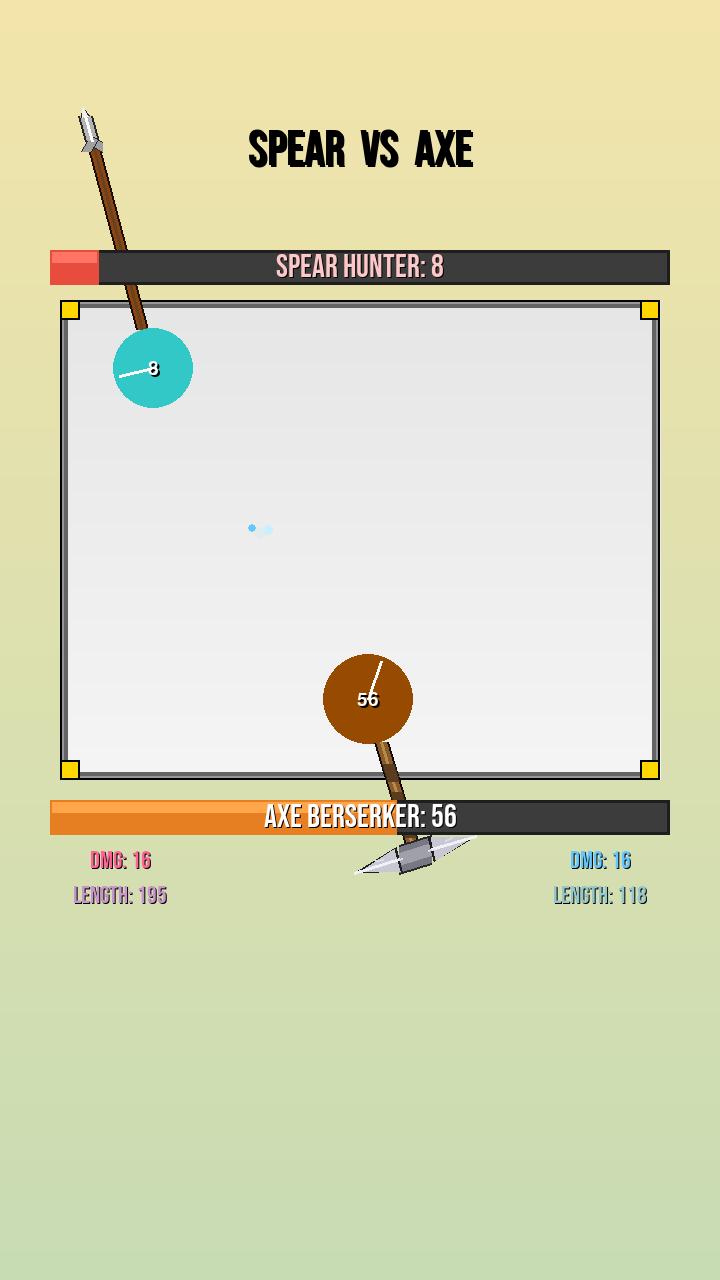 SPEAR VS AXE
SPEAR HUNTER: 8
8
56
AXE BERSERKER: 56
DMG: 16
LENGTH: 195
DMG: 16
LENGTH: 118